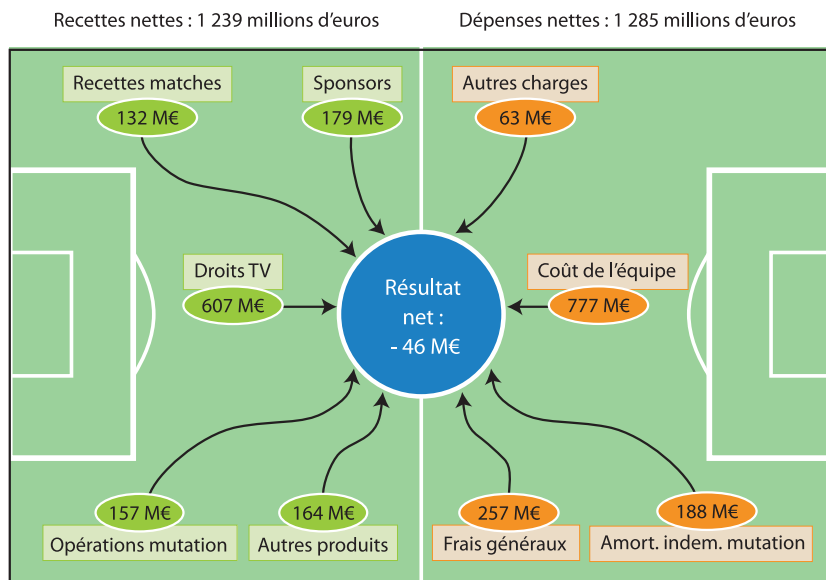 Recettes nettes : 1 239 millions d’euros
Dépenses nettes : 1 285 millions d’euros
Recettes matches
132 M€
Sponsors
179 M€
Autres charges
63 M€
Droits TV
607 M€
Résultat
net :
- 46 M€
Coût de l’équipe
777 M€
157 M€
Opérations mutation
164 M€
Autres produits
257 M€
Frais généraux
188 M€
Amort. indem. mutation